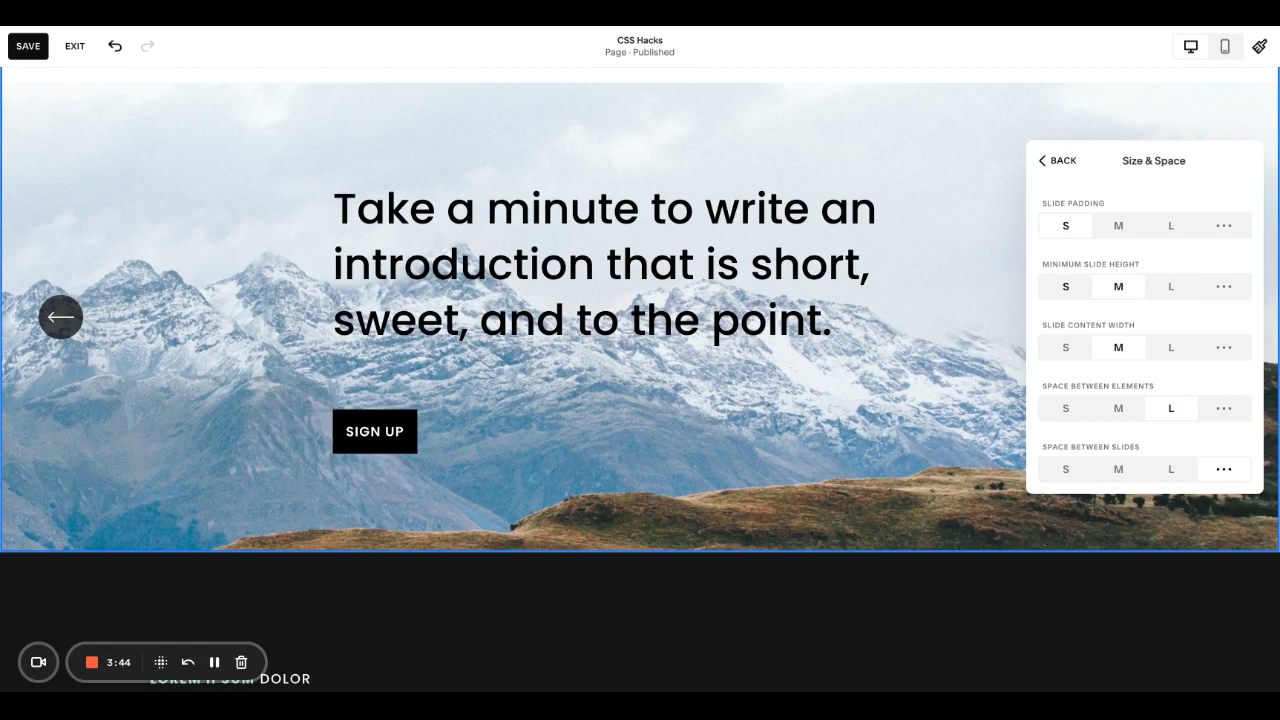 SAVE
EXIT
CSS Hacks
Page · Published
Take a minute to write an
introduction that is short,
sweet, and to the point.
SIGN UP
BACK
Size & Space
SLIDE PADDING
S M L ...
MINIMUM SLIDE HEIGHT
S M L ...
SLIDE CONTENT WIDTH
S M L ...
SPACE BETWEEN ELEMENTS
S M L ...
SPACE BETWEEN SLIDES
S M L ...
3:44
DOLOR